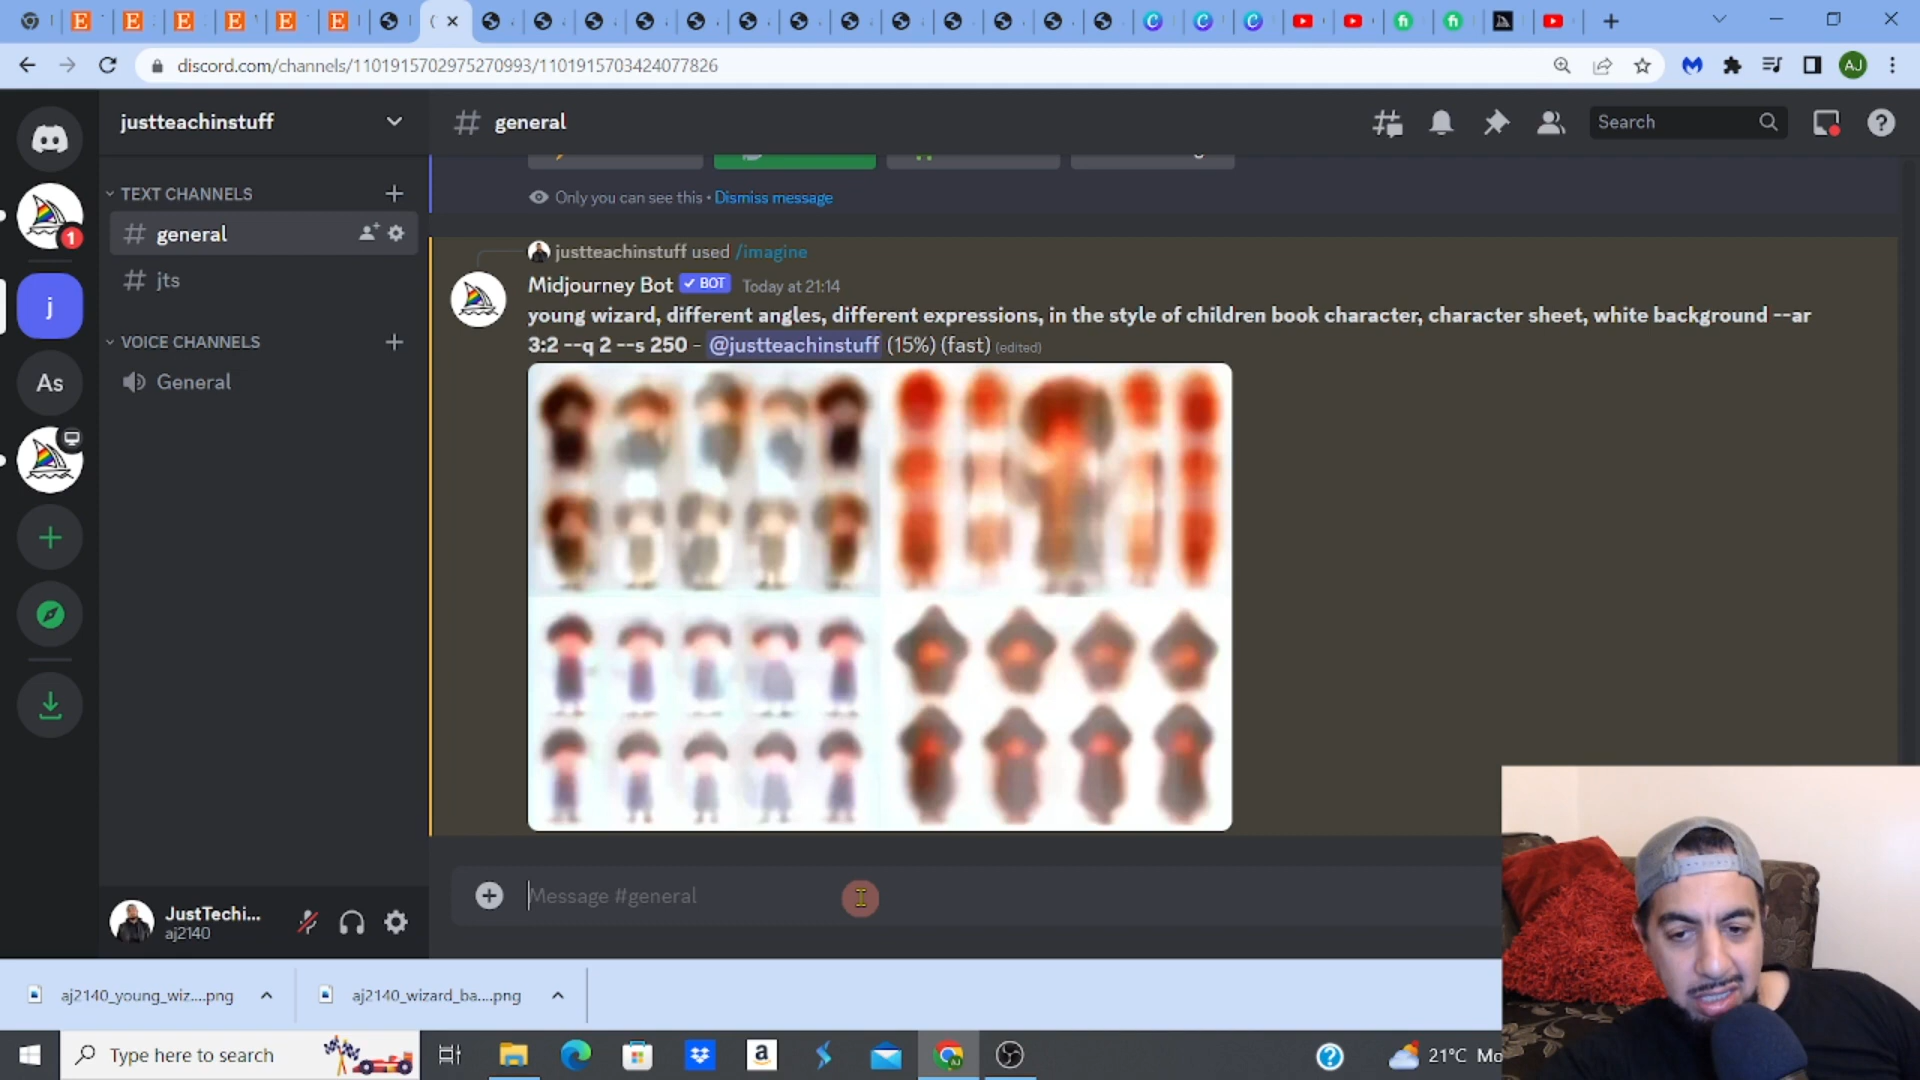 discord.com/channels/1101915702975270993/1101915703424077826
AJ
justteachinstuff
general
Search
TEXT CHANNELS
general
jts
VOICE CHANNELS
General
1
j
As
Only you can see this • Dismiss message
justteachinstuff used /imagine
Midjourney Bot ✓ BOT Today at 21:14
young wizard, different angles, different expressions, in the style of children book character, character sheet, white background --ar
3:2 --q 2 --s 250 - @justteachinstuff (15%) (fast) (edited)
Message #general
JustTechi...
aj2140
aj2140_young_wiz....png
aj2140_wizard_ba....png
Type here to search
21°C Mo